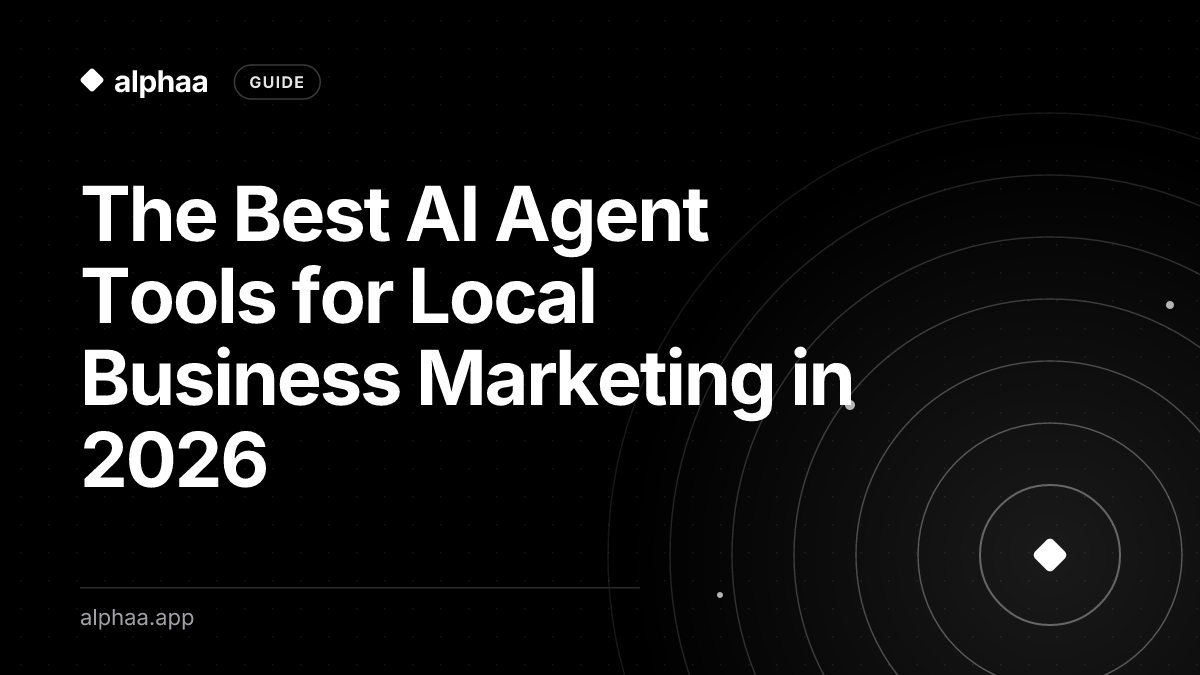 alphaa GUIDE
The Best AI Agent
Tools for Local
Business Marketing in
2026
alphaa.app